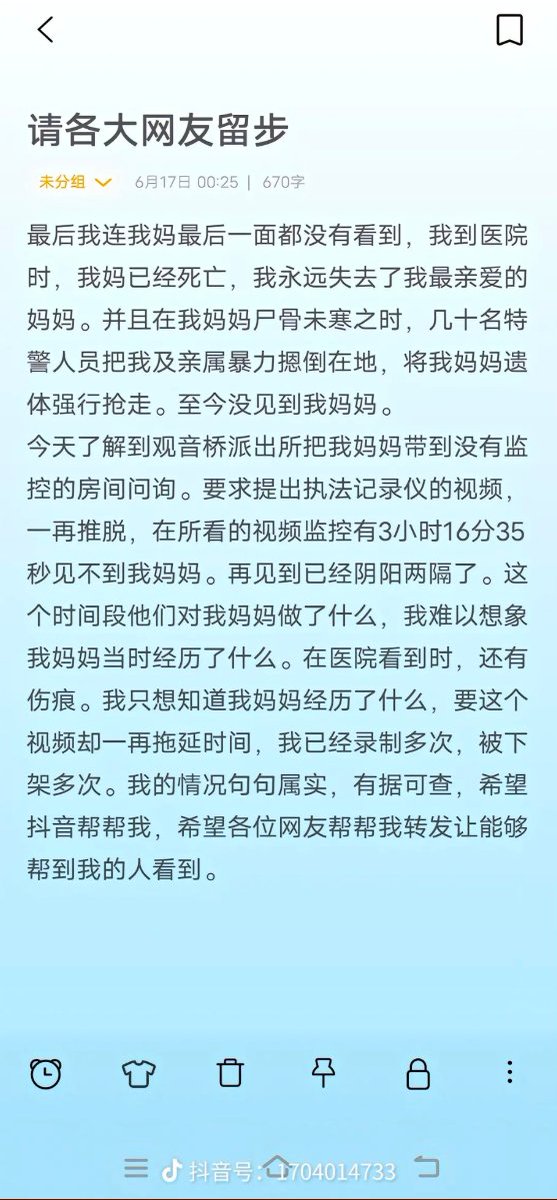 请各大网友留步
未分组 6月17日 00:25 | 670字
最后我连我妈最后一面都没有看到，我到医院
时，我妈已经死亡，我永远失去了我最亲爱的
妈妈。并且在我妈妈尸骨未寒之时，几十名特
警人员把我及亲属暴力摁倒在地，将我妈妈遗
体强行抢走。至今没见到我妈妈。
今天了解到观音桥派出所把我妈妈带到没有监
控的房间问询。要求提出执法记录仪的视频，
一再推脱，在所看的视频监控有3小时16分35
秒见不到我妈妈。再见到已经阴阳两隔了。这
个时间段他们对我妈妈做了什么，我难以想象
我妈妈当时经历了什么。在医院看到时，还有
伤痕。我只想知道我妈妈经历了什么，要这个
视频却一再拖延时间，我已经录制多次，被下
架多次。我的情况句句属实，有据可查，希望
抖音帮帮我，希望各位网友帮帮我转发让能够
帮到我的人看到。
抖音号：1704014733